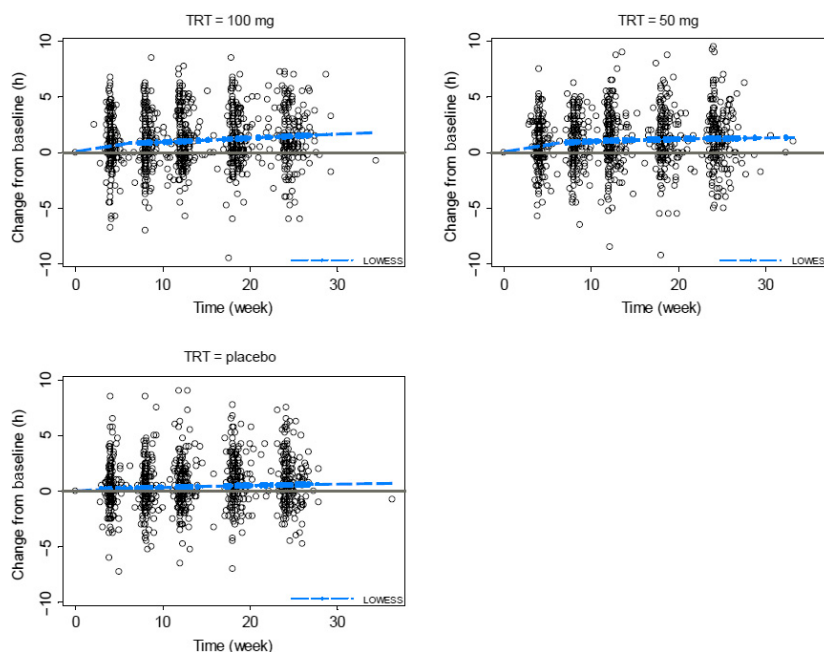 TRT = 100 mg
10
5
0
−5
−10
Change from baseline (h)
0 10 20 30
Time (week)
LOWESS
TRT = 50 mg
10
5
0
−5
−10
Change from baseline (h)
0 10 20 30
Time (week)
LOWESS
TRT = placebo
10
5
0
−5
−10
Change from baseline (h)
0 10 20 30
Time (week)
LOWESS